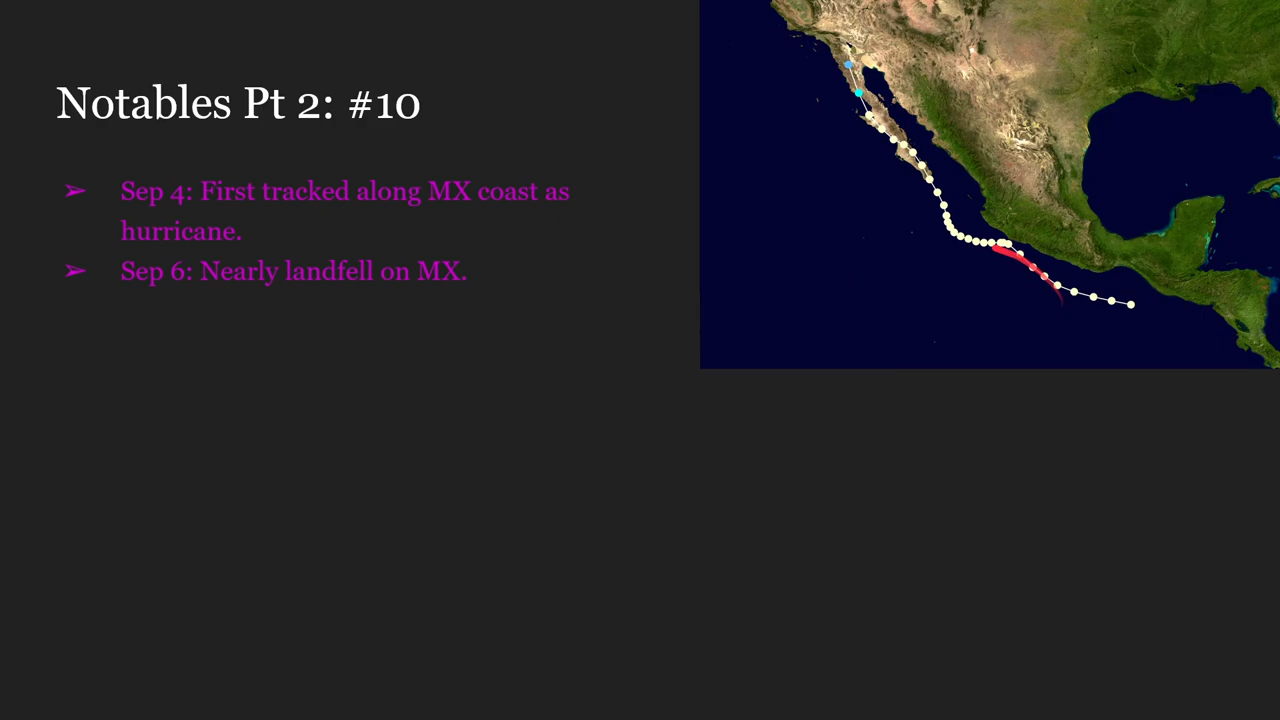 Notables Pt 2: #10
➢ Sep 4: First tracked along MX coast as
hurricane.
➢ Sep 6: Nearly landfell on MX.